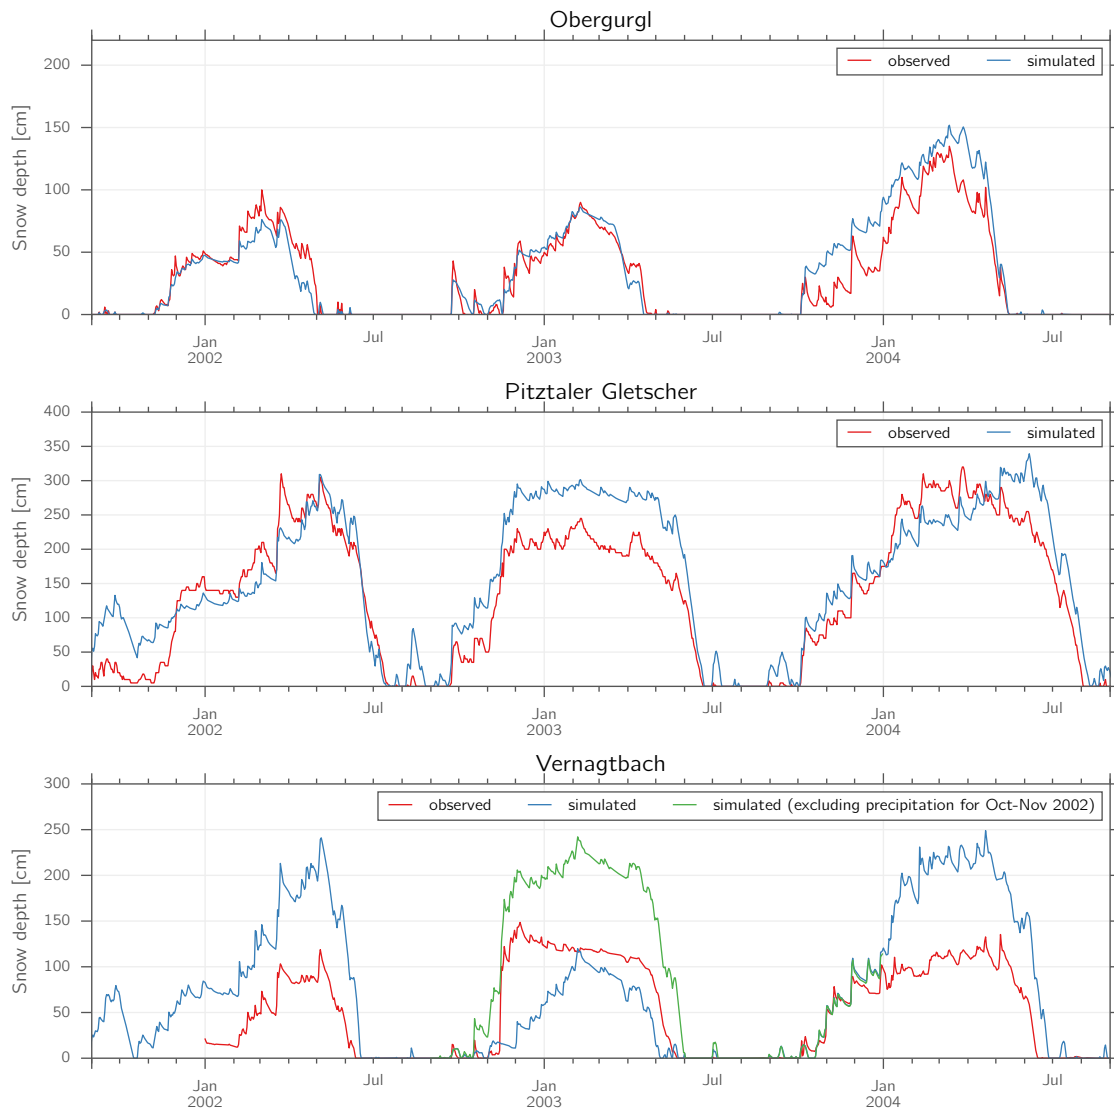 Obergurgl
observed simulated
Snow depth [cm]
200
150
100
50
0
Jan Jul Jan Jul Jan Jul
2002 2003 2004
Pitztaler Gletscher
observed simulated
Snow depth [cm]
400
350
300
250
200
150
100
50
0
Jan Jul Jan Jul Jan Jul
2002 2003 2004
Vernagtbach
observed simulated simulated (excluding precipitation for Oct-Nov 2002)
Snow depth [cm]
300
250
200
150
100
50
0
Jan Jul Jan Jul Jan Jul
2002 2003 2004